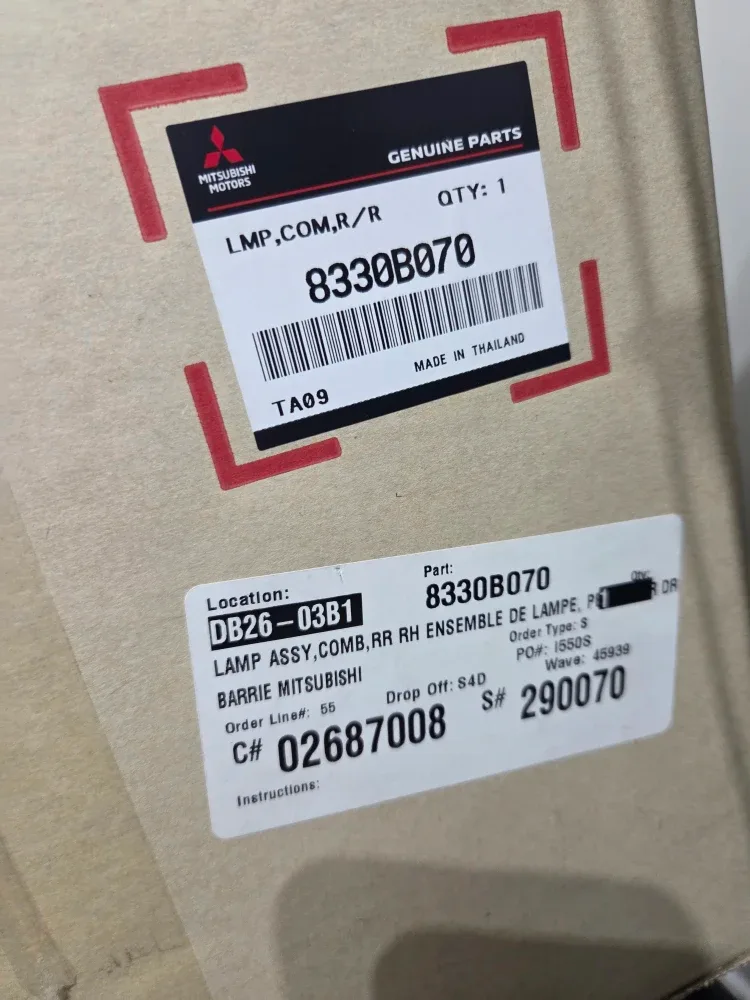 MITSUBISHI
MOTORS
GENUINE PARTS
LMP,COM,R/R QTY: 1
8330B070
MADE IN THAILAND
TA09
Location: Part: Qty:
DB26-03B1 8330B070 1
LAMP ASSY,COMB,RR RH ENSEMBLE DE LAMPE, DR
BARRIE MITSUBISHI Order Type: S
PO#: I550S
Order Line#: 55 Drop Off: S4D Wave: 45939
C# 02687008 S# 290070
Instructions: